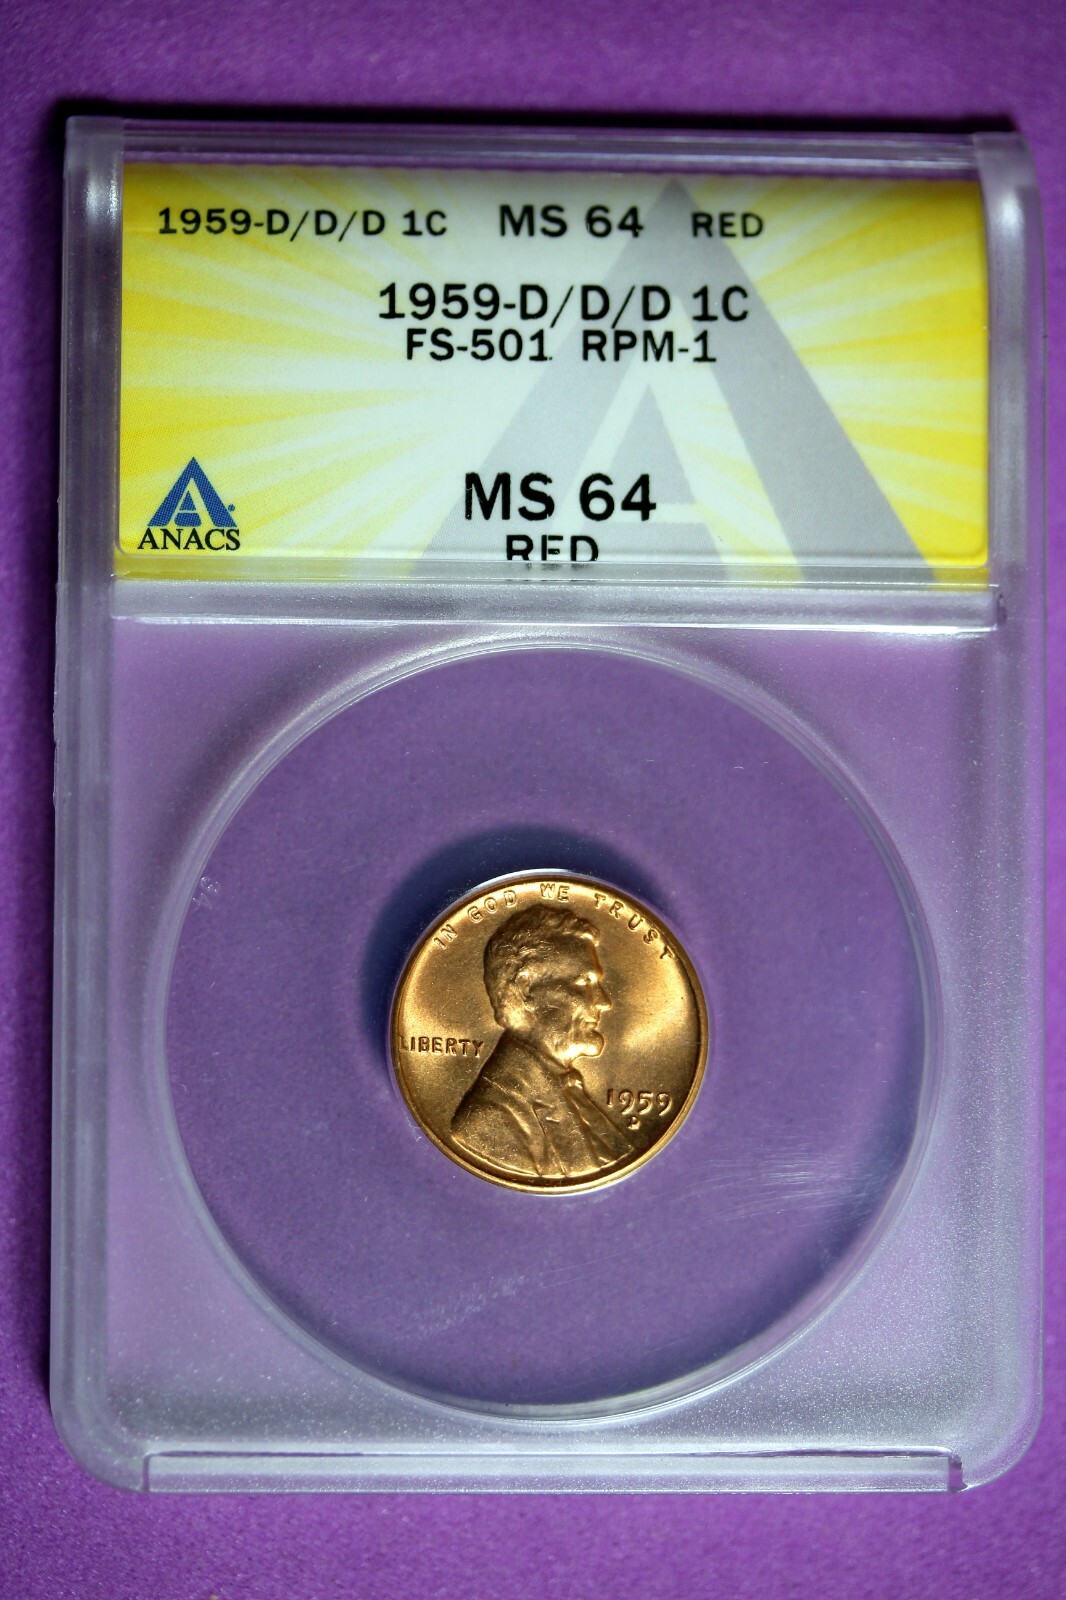 1959-D/D/D 1C MS 64 RED
1959-D/D/D 1C
FS-501 RPM-1
MS 64
RED
ANACS
IN GOD WE TRUST
LIBERTY
1959
D